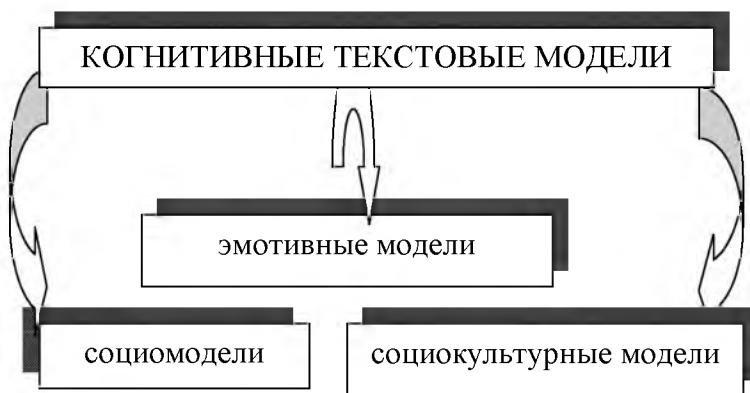 КОГНИТИВНЫЕ ТЕКСТОВЫЕ МОДЕЛИ
эмотивные модели
социомодели
социокультурные модели